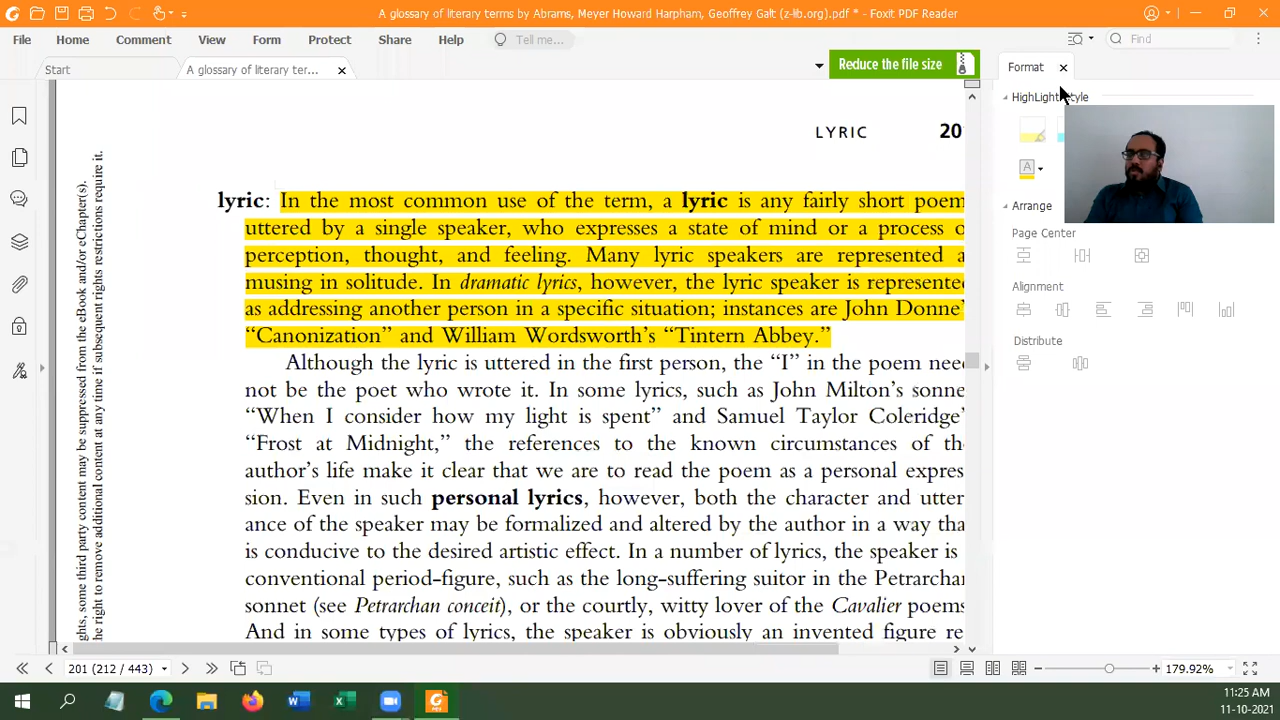 A glossary of literary terms by Abrams, Meyer Howard Harpham, Geoffrey Galt (z-lib.org).pdf * - Foxit PDF Reader
File Home Comment View Form Protect Share Help Tell me... Find
Start A glossary of literary ter... Reduce the file size Format
HighLight Style
Arrange
Page Center
Alignment
Distribute
LYRIC 20
ghts, some third party content may be suppressed from the eBook and/or eChapter(s).
he right to remove additional content at any time if subsequent rights restrictions require it.
lyric: In the most common use of the term, a lyric is any fairly short poem
uttered by a single speaker, who expresses a state of mind or a process o
perception, thought, and feeling. Many lyric speakers are represented a
musing in solitude. In dramatic lyrics, however, the lyric speaker is represented
as addressing another person in a specific situation; instances are John Donne'
“Canonization” and William Wordsworth’s “Tintern Abbey.”
Although the lyric is uttered in the first person, the “I” in the poem need
not be the poet who wrote it. In some lyrics, such as John Milton’s sonne
“When I consider how my light is spent” and Samuel Taylor Coleridge’
“Frost at Midnight,” the references to the known circumstances of th
author’s life make it clear that we are to read the poem as a personal expres
sion. Even in such personal lyrics, however, both the character and utter
ance of the speaker may be formalized and altered by the author in a way tha
is conducive to the desired artistic effect. In a number of lyrics, the speaker is
conventional period-figure, such as the long-suffering suitor in the Petrarchan
sonnet (see Petrarchan conceit), or the courtly, witty lover of the Cavalier poems
And in some types of lyrics, the speaker is obviously an invented figure re
201 (212 / 443) 179.92%
11:25 AM
11-10-2021